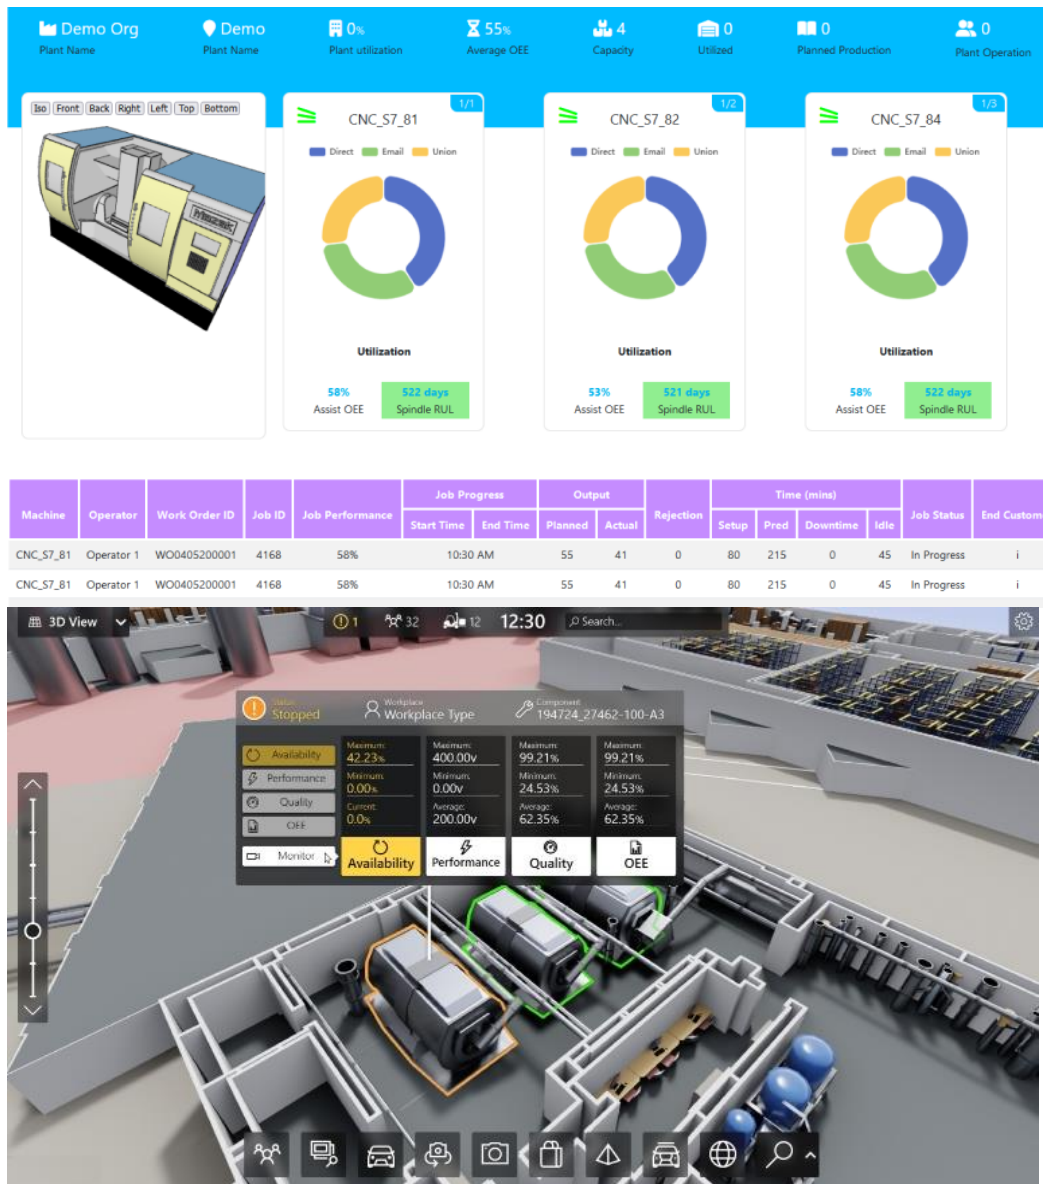 Demo Org
Plant Name
Demo
Plant Name
0%
Plant utilization
55%
Average OEE
4
Capacity
0
Utilized
0
Planned Production
0
Plant Operation
Iso Front Back Right Left Top Bottom
Mazak
1/1
CNC_S7_81
Direct Email Union
Utilization
58%
Assist OEE
522 days
Spindle RUL
1/2
CNC_S7_82
Direct Email Union
Utilization
53%
Assist OEE
521 days
Spindle RUL
1/3
CNC_S7_84
Direct Email Union
Utilization
58%
Assist OEE
522 days
Spindle RUL
Machine Operator Work Order ID Job ID Job Performance Job Progress Output Rejection Time (mins) Job Status End Custom
Start Time End Time Planned Actual Setup Pred Downtime Idle
CNC_S7_81 Operator 1 WO0405200001 4168 58% 10:30 AM 55 41 0 80 215 0 45 In Progress i
CNC_S7_81 Operator 1 WO0405200001 4168 58% 10:30 AM 55 41 0 80 215 0 45 In Progress i
3D View 1 32 12 12:30 Search...
Status
Stopped
Workplace
Workplace Type
Component
194724_27462-100-A3
Availability
Performance
Quality
OEE
Monitor
Maximum:
42.23%
Minimum:
0.00%
Current:
0.0%
Availability
Maximum:
400.00v
Minimum:
0.00v
Average:
200.00v
Performance
Maximum:
99.21%
Minimum:
24.53%
Average:
62.35%
Quality
Maximum:
99.21%
Minimum:
24.53%
Average:
62.35%
OEE